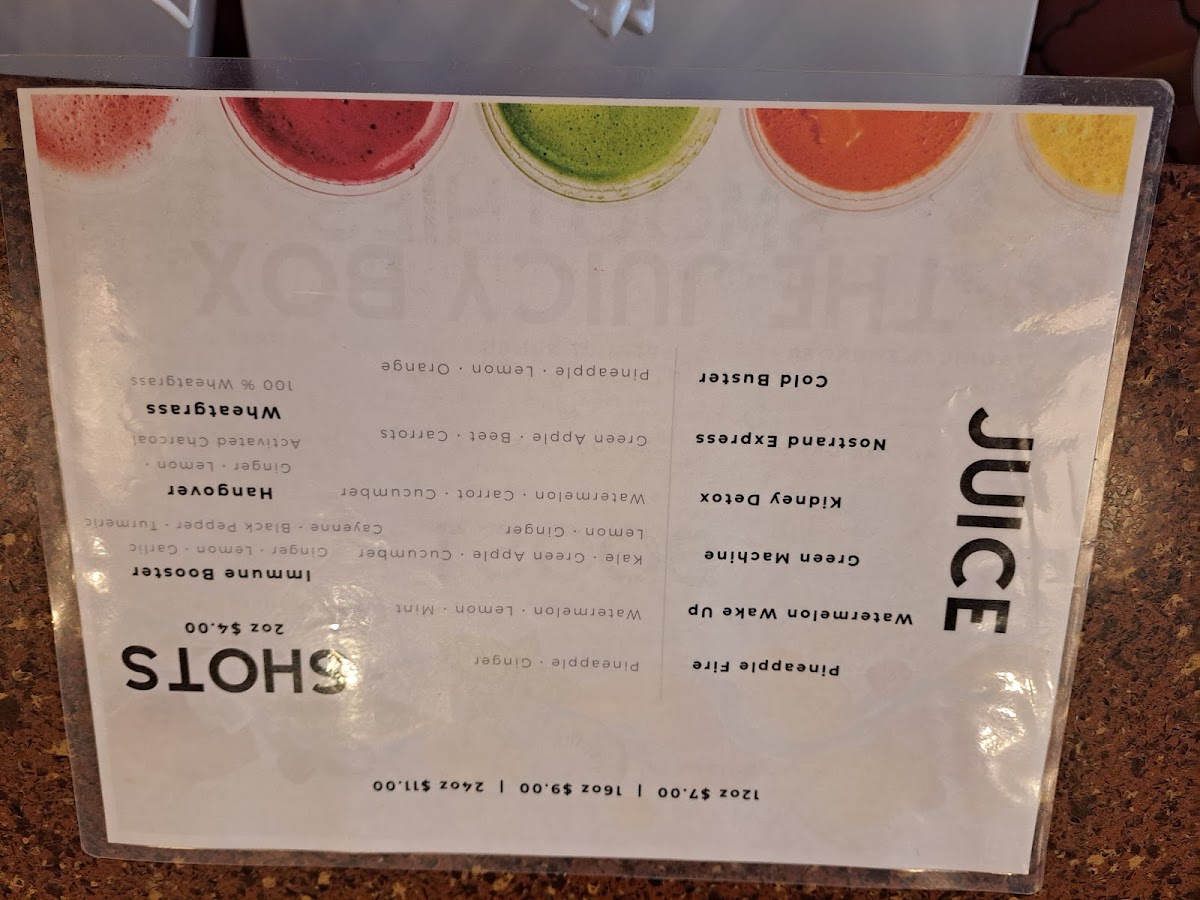 12oz $7.00 | 16oz $9.00 | 24oz $11.00
JUICE
Pineapple Fire
Pineapple · Ginger
Watermelon Wake Up
Watermelon · Lemon · Mint
Green Machine
Kale · Green Apple · Cucumber
Lemon · Ginger
Kidney Detox
Watermelon · Carrot · Cucumber
Nostrand Express
Green Apple · Beet · Carrots
Cold Buster
Pineapple · Lemon · Orange
SHOTS
2oz $4.00
Immune Booster
Ginger · Lemon · Garlic
Cayenne · Black Pepper · Turmeric
Hangover
Ginger · Lemon ·
Activated Charcoal
Wheatgrass
100 % Wheatgrass
THE JUICY BOX